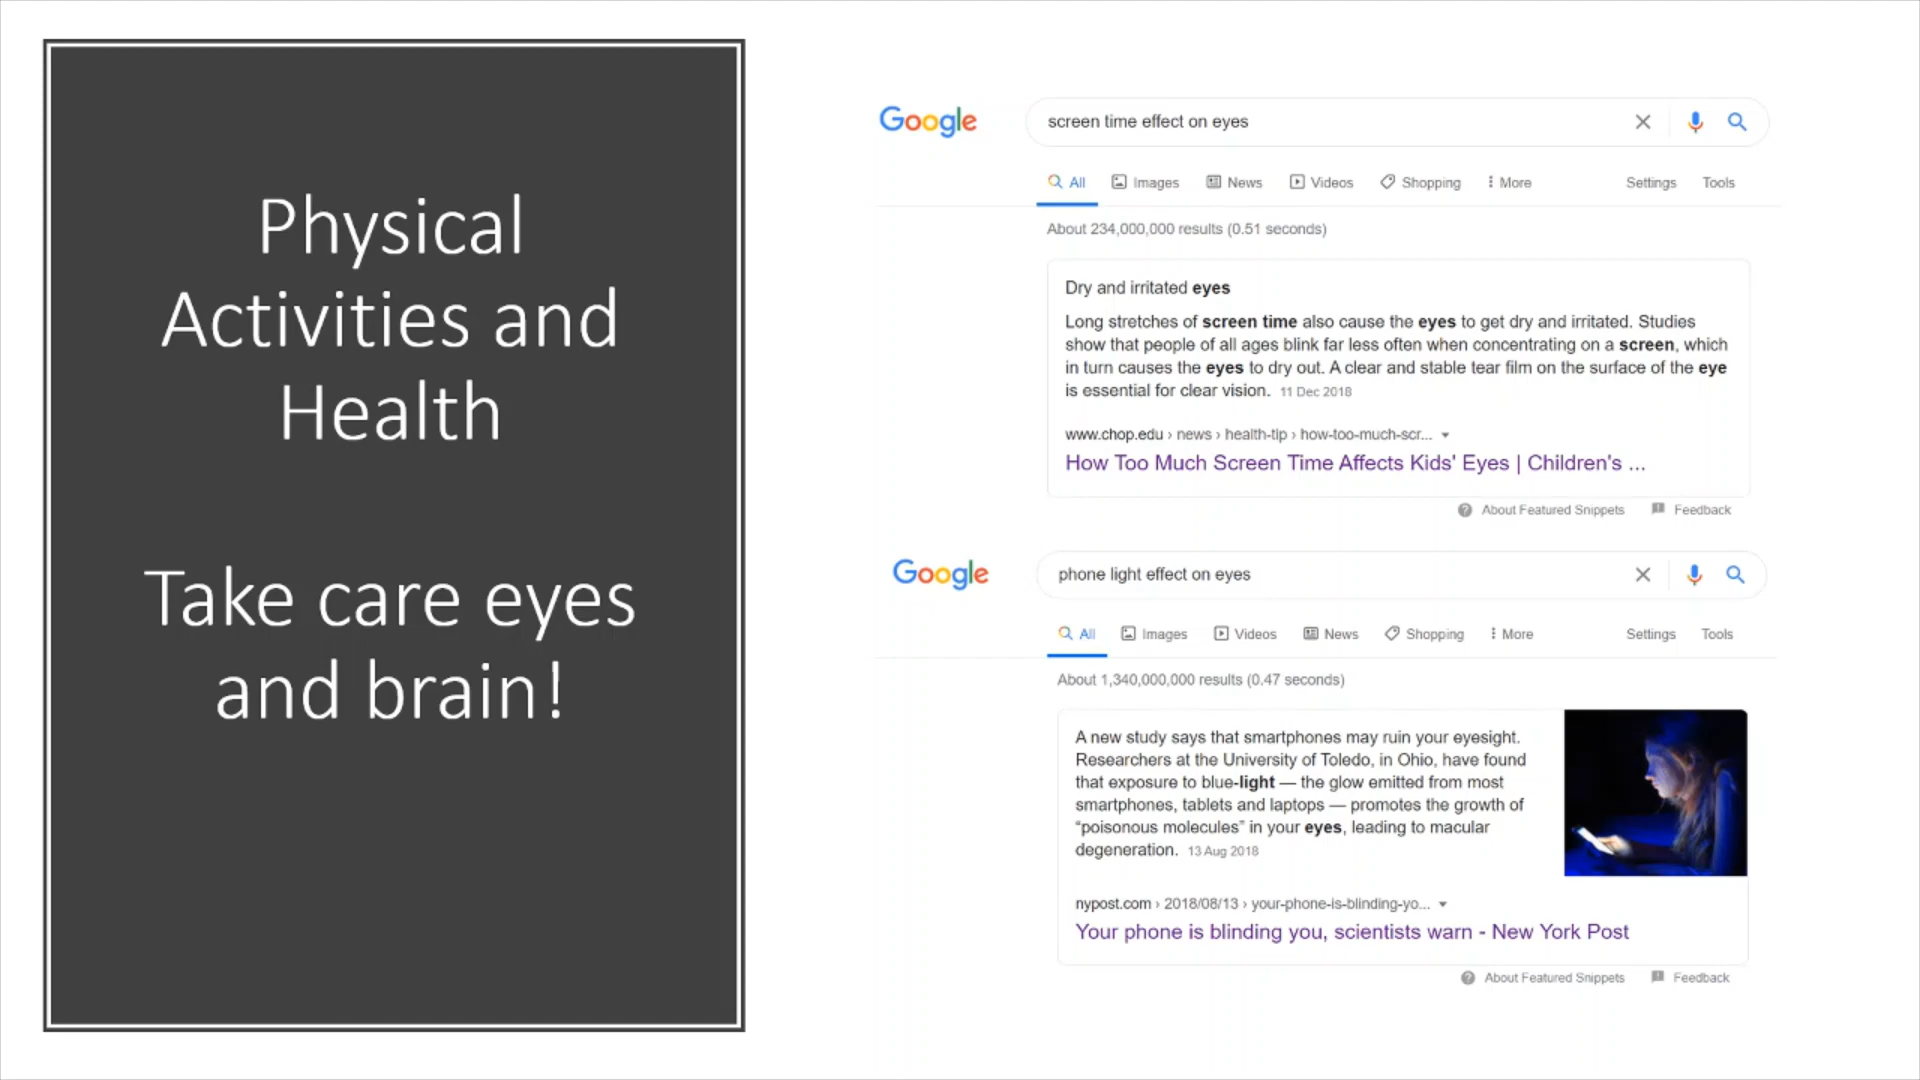 Physical
Activities and
Health
Take care eyes
and brain!
Google
screen time effect on eyes
All Images News Videos Shopping More Settings Tools
About 234,000,000 results (0.51 seconds)
Dry and irritated eyes
Long stretches of screen time also cause the eyes to get dry and irritated. Studies
show that people of all ages blink far less often when concentrating on a screen, which
in turn causes the eyes to dry out. A clear and stable tear film on the surface of the eye
is essential for clear vision. 11 Dec 2018
www.chop.edu › news › health-tip › how-too-much-scr...
How Too Much Screen Time Affects Kids' Eyes | Children's ...
About Featured Snippets Feedback
Google
phone light effect on eyes
All Images Videos News Shopping More Settings Tools
About 1,340,000,000 results (0.47 seconds)
A new study says that smartphones may ruin your eyesight.
Researchers at the University of Toledo, in Ohio, have found
that exposure to blue-light — the glow emitted from most
smartphones, tablets and laptops — promotes the growth of
“poisonous molecules” in your eyes, leading to macular
degeneration. 13 Aug 2018
nypost.com › 2018/08/13 › your-phone-is-blinding-yo...
Your phone is blinding you, scientists warn - New York Post
About Featured Snippets Feedback